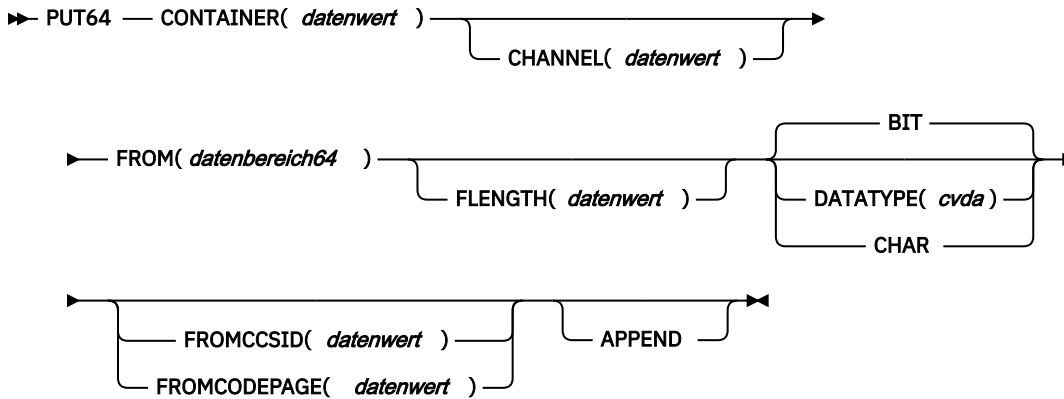 PUT64 CONTAINER( datenwert )
CHANNEL( datenwert )
BIT
FROM( datenbereich64 )
FLENGTH( datenwert )
DATATYPE( cvda )
CHAR
FROMCCSID( datenwert )
APPEND
FROMCODEPAGE( datenwert )